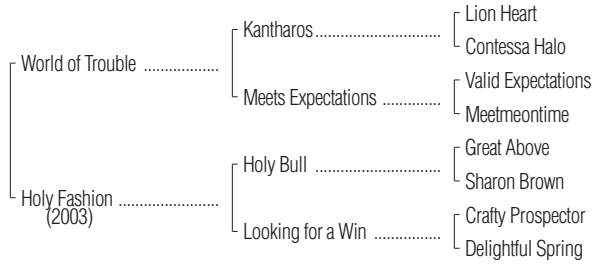 Lion Heart
Kantharos..................
Contessa Halo
World of Trouble ...................
Valid Expectations
Meets Expectations ..............
Meetmeontime
Great Above
Holy Bull ..............................
Sharon Brown
Holy Fashion .........................
(2003)
Crafty Prospector
Looking for a Win ................
Delightful Spring